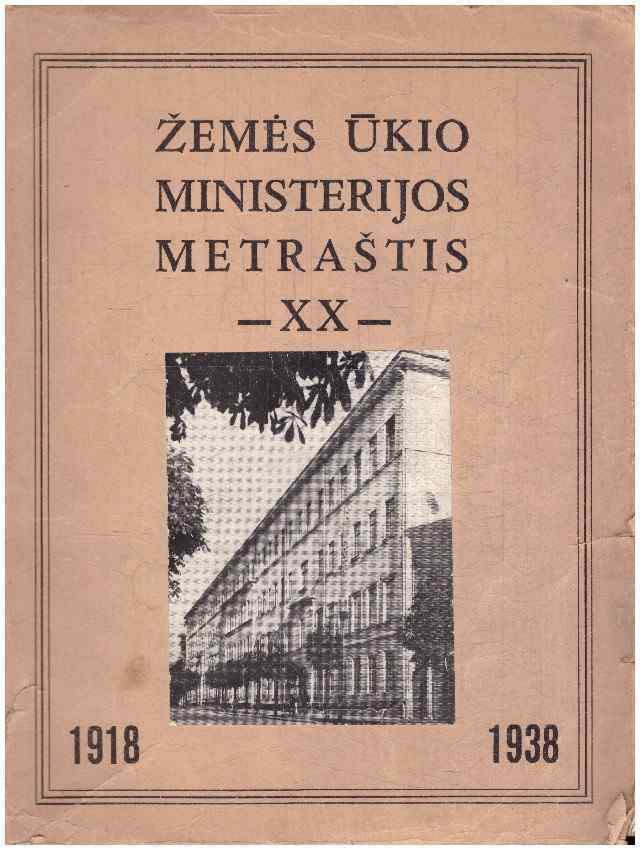 ŽEMĖS ŪKIO
MINISTERIJOS
METRAŠTIS
— XX —
1918 1938